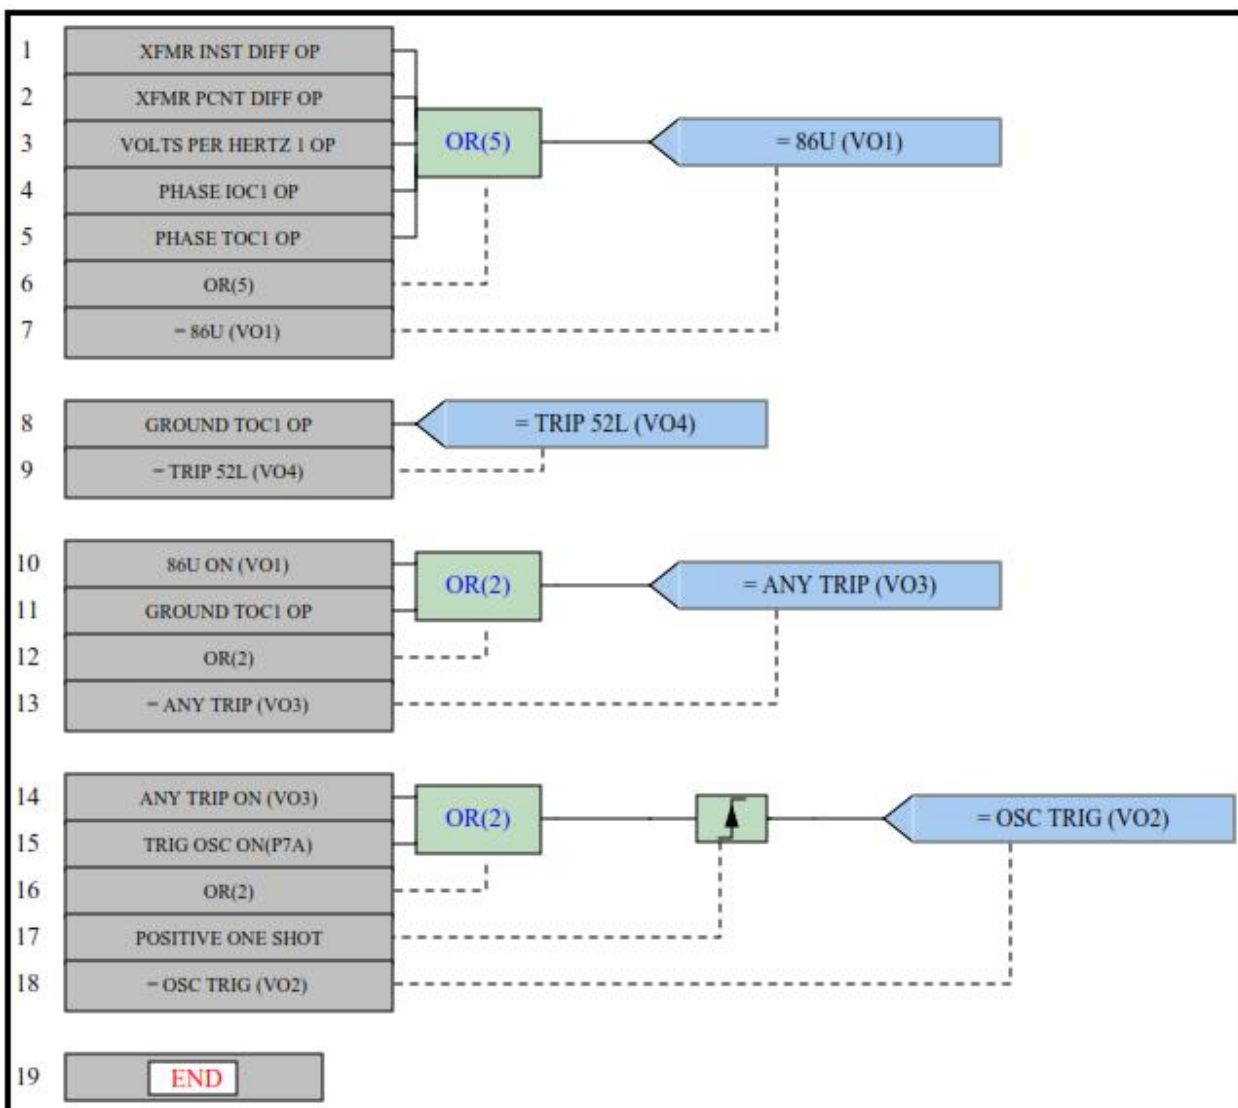 1 XFMR INST DIFF OP
2 XFMR PCNT DIFF OP
3 VOLTS PER HERTZ 1 OP OR(5) = 86U (VO1)
4 PHASE IOC1 OP
5 PHASE TOC1 OP
6 OR(5)
7 = 86U (VO1)
8 GROUND TOC1 OP = TRIP 52L (VO4)
9 = TRIP 52L (VO4)
10 86U ON (VO1) OR(2) = ANY TRIP (VO3)
11 GROUND TOC1 OP
12 OR(2)
13 = ANY TRIP (VO3)
14 ANY TRIP ON (VO3) OR(2) = OSC TRIG (VO2)
15 TRIG OSC ON(P7A)
16 OR(2)
17 POSITIVE ONE SHOT
18 = OSC TRIG (VO2)
19 END